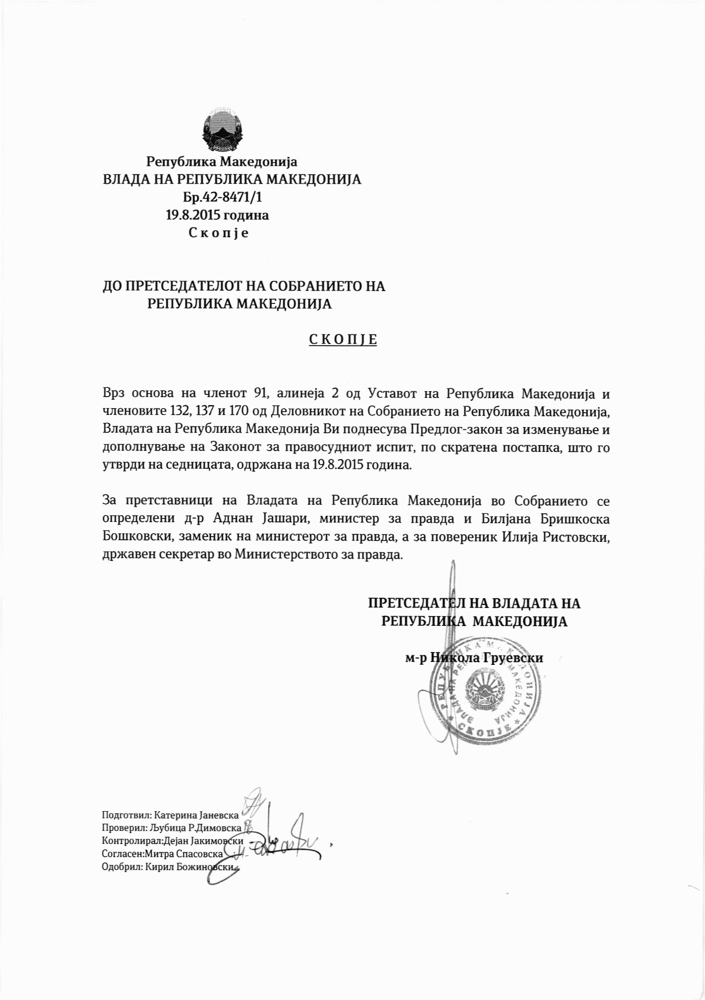 Република Македонија
ВЛАДА НА РЕПУБЛИКА МАКЕДОНИЈА
Бр.42-8471/1
19.8.2015 година
С к о п ј е
ДО ПРЕТСЕДАТЕЛОТ НА СОБРАНИЕТО НА
РЕПУБЛИКА МАКЕДОНИЈА
С К О П Ј Е
Врз основа на членот 91, алинеја 2 од Уставот на Република Македонија и
членовите 132, 137 и 170 од Деловникот на Собранието на Република Македонија,
Владата на Република Македонија Ви поднесува Предлог-закон за изменување и
дополнување на Законот за правосудниот испит, по скратена постапка, што го
утврди на седницата, одржана на 19.8.2015 година.
За претставници на Владата на Република Македонија во Собранието се
определени д-р Аднан Јашари, министер за правда и Билјана Бришкоска
Бошковски, заменик на министерот за правда, а за повереник Илија Ристовски,
државен секретар во Министерството за правда.
ПРЕТСЕДАТЕЛ НА ВЛАДАТА НА
РЕПУБЛИКА МАКЕДОНИЈА
м-р Никола Груевски
РЕПУБЛИКА МАКЕДОНИЈА
ВЛАДА НА РЕПУБЛИКА МАКЕДОНИЈА
* СКОПЈЕ *
Подготвил: Катерина Јаневска
Проверил: Љубица Р.Димовска
Контролирал:Дејан Јакимовски
Согласен:Митра Спасовска
Одобрил: Кирил Божиновски